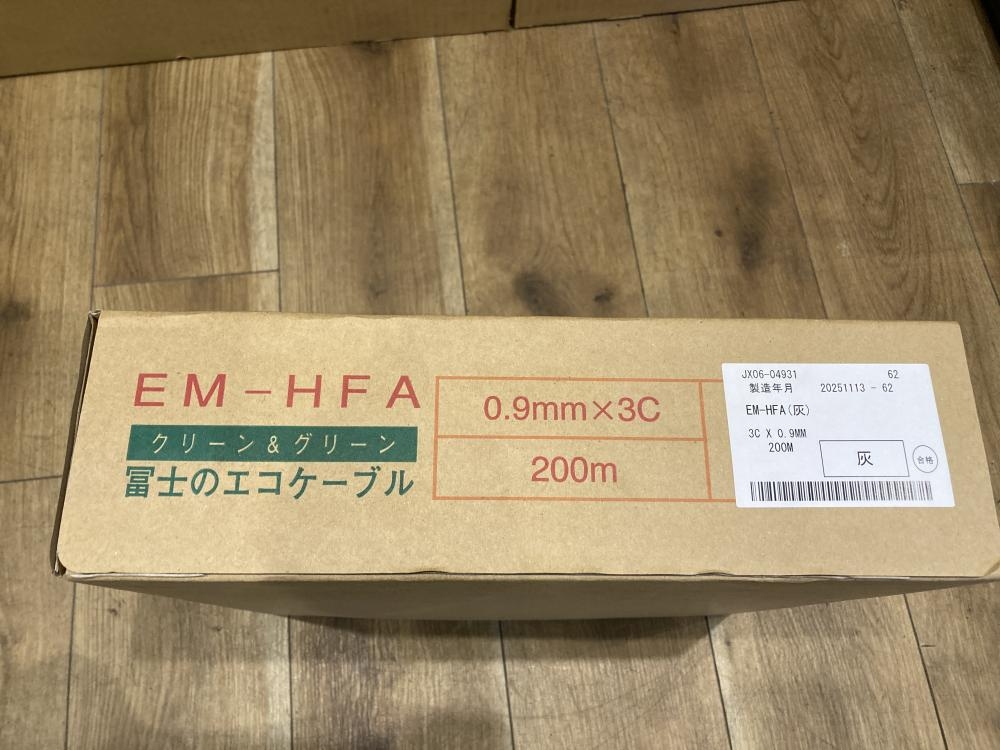 EM-HFA
クリーン&グリーン
冨士のエコケーブル
0.9mm×3C
200m
JX06-04931 62
製造年月 20251113-62
EM-HFA(灰)
3C X 0.9MM
200M
灰
合格